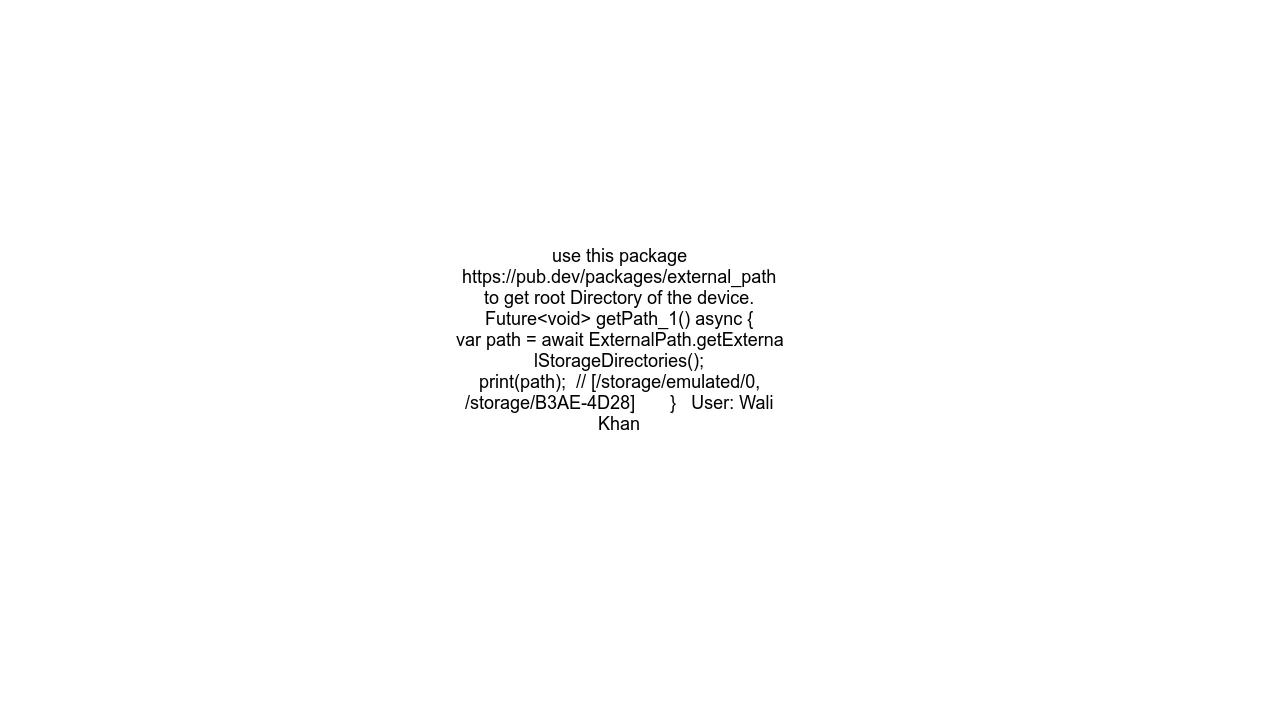 use this package
https://pub.dev/packages/external_path
to get root Directory of the device.
Future<void> getPath_1() async {
var path = await ExternalPath.getExterna
lStorageDirectories();
print(path);  // [/storage/emulated/0,
/storage/B3AE-4D28]       }   User: Wali
Khan